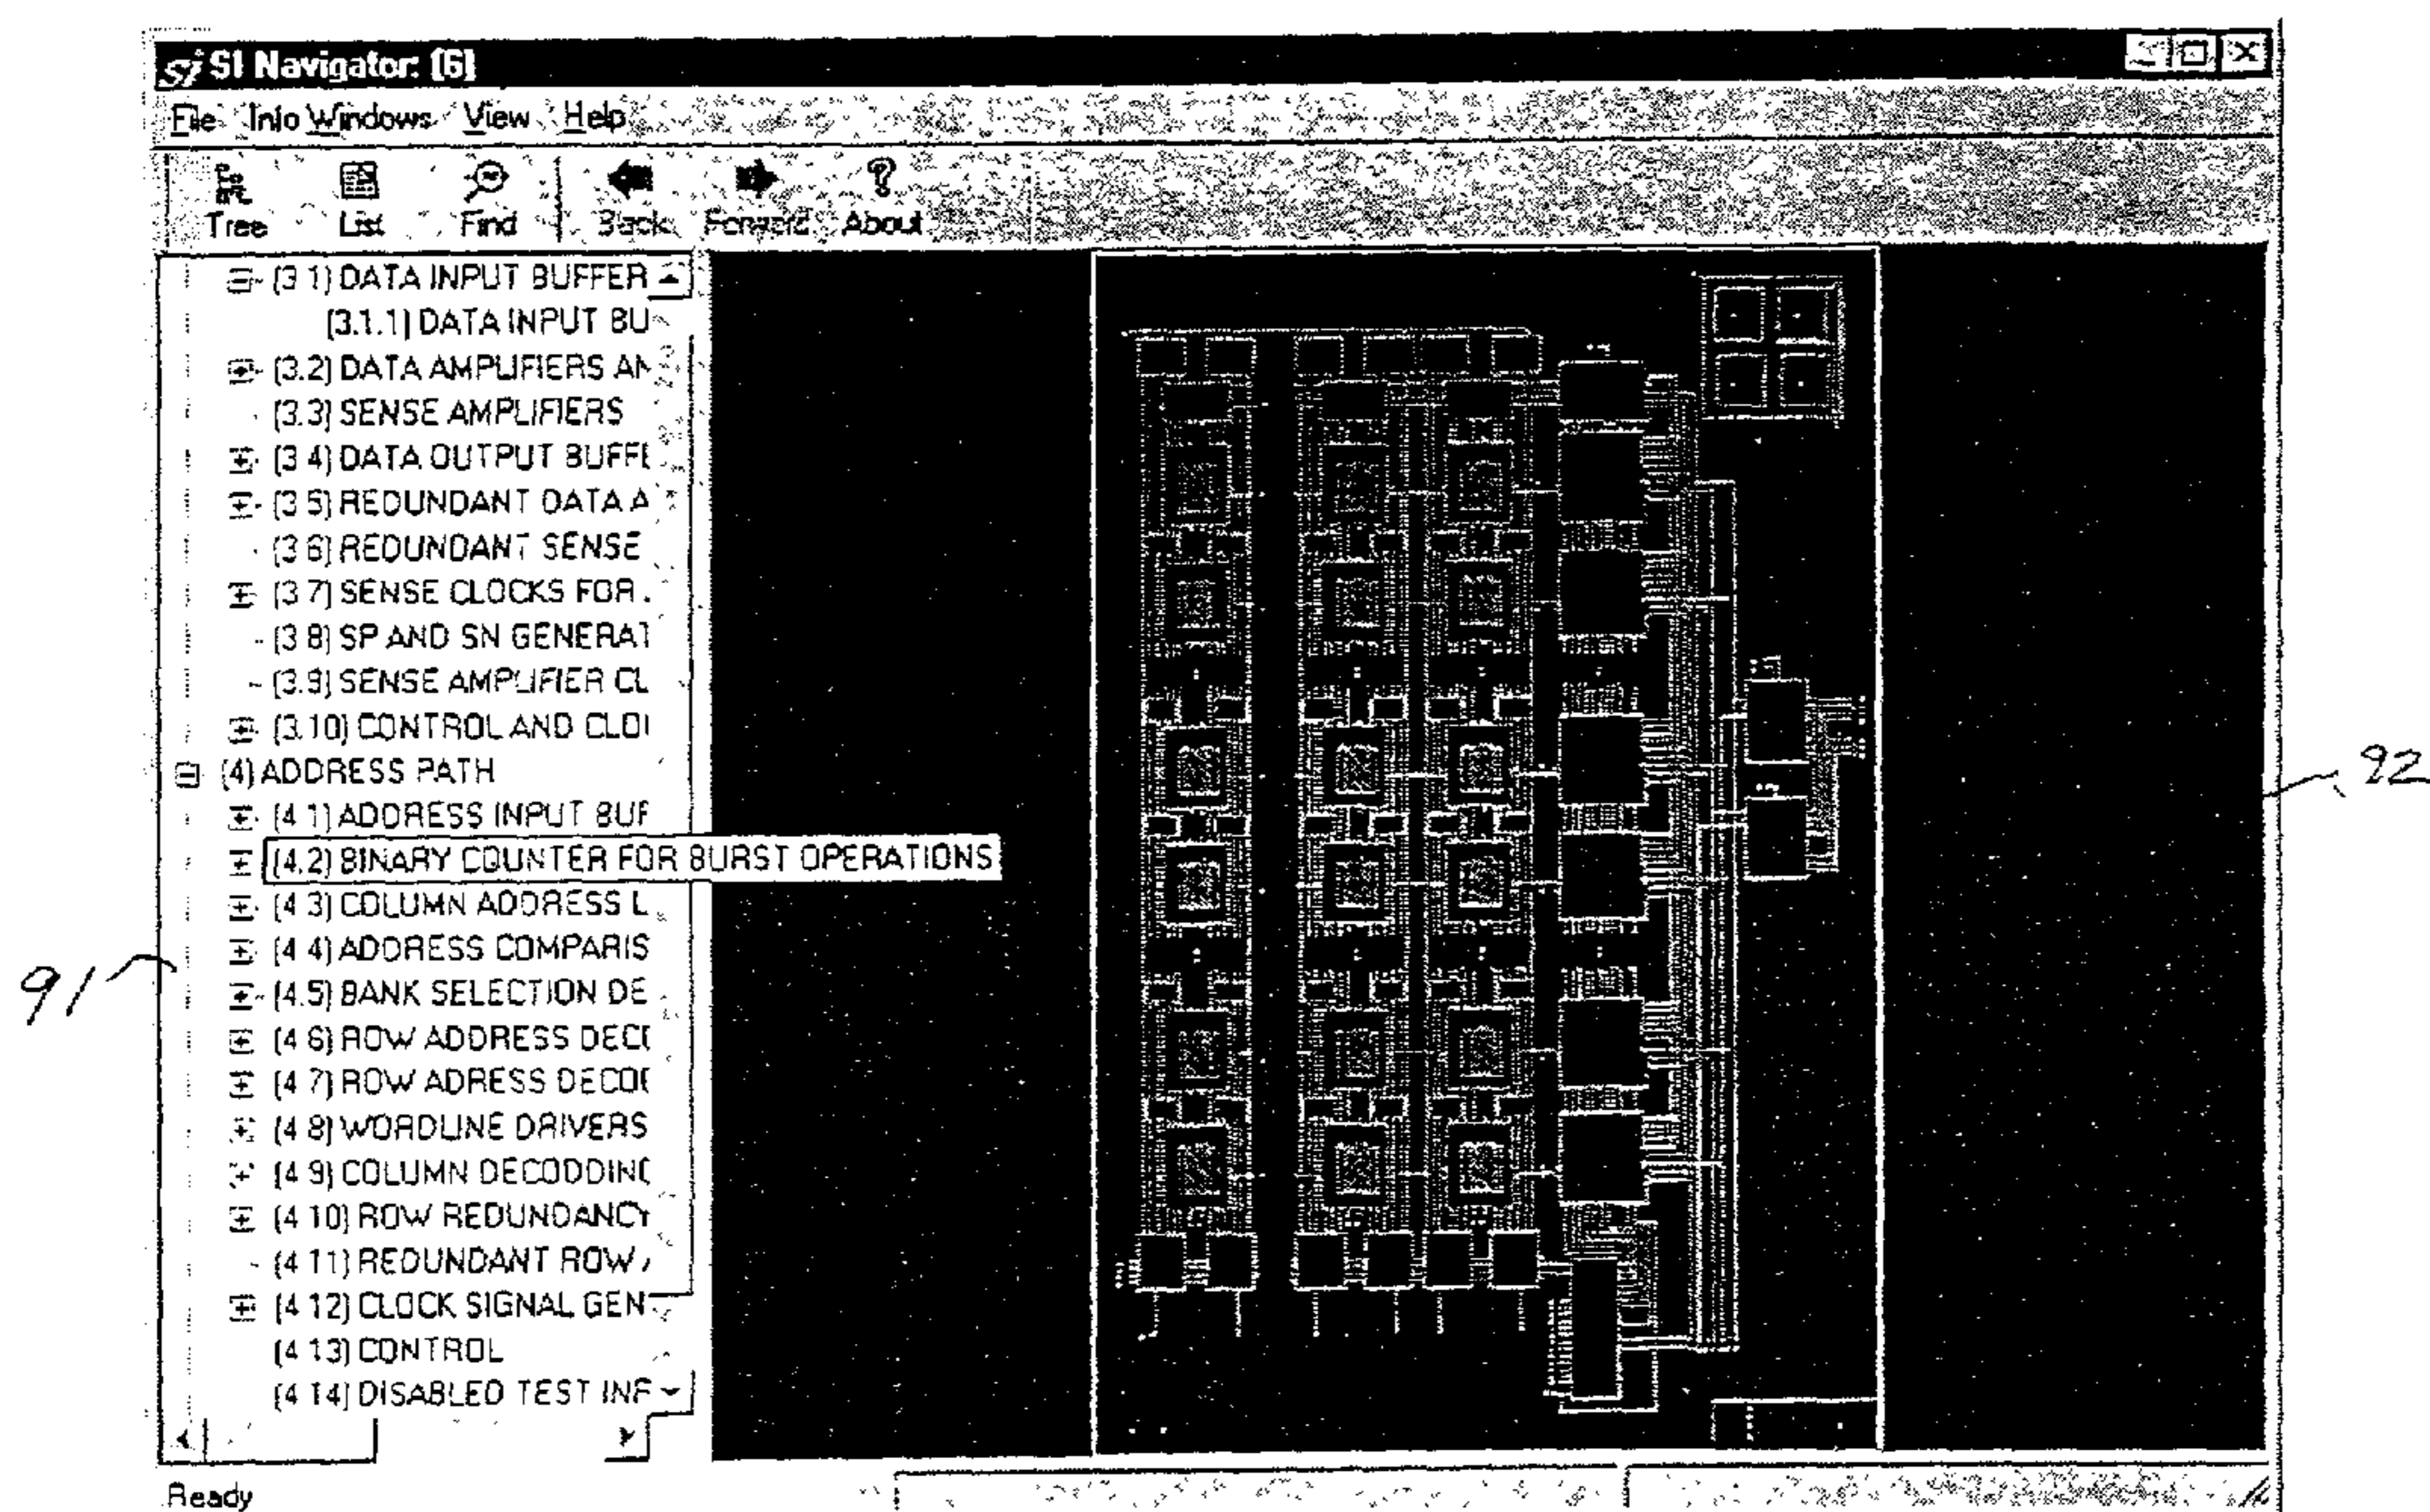 SI Navigator: [6]
File Info Windows View Help
Tree List Find Back Forward About
[3.1] DATA INPUT BUFFER
[3.1.1] DATA INPUT BU
[3.2] DATA AMPLIFIERS AN
[3.3] SENSE AMPLIFIERS
[3.4] DATA OUTPUT BUFFE
[3.5] REDUNDANT DATA A
[3.6] REDUNDANT SENSE
[3.7] SENSE CLOCKS FOR
[3.8] SP AND SN GENERAT
[3.9] SENSE AMPLIFIER CL
[3.10] CONTROL AND CLO
[4] ADDRESS PATH
[4.1] ADDRESS INPUT BUF
[4.2] BINARY COUNTER FOR BURST OPERATIONS
[4.3] COLUMN ADDRESS L
[4.4] ADDRESS COMPARIS
[4.5] BANK SELECTION DE
[4.6] ROW ADDRESS DEC
[4.7] ROW ADRESS DECO
[4.8] WORDLINE DRIVERS
[4.9] COLUMN DECODDING
[4.10] ROW REDUNDANCY
[4.11] REDUNDANT ROW
[4.12] CLOCK SIGNAL GEN
[4.13] CONTROL
[4.14] DISABLED TEST INP
Ready
91
92